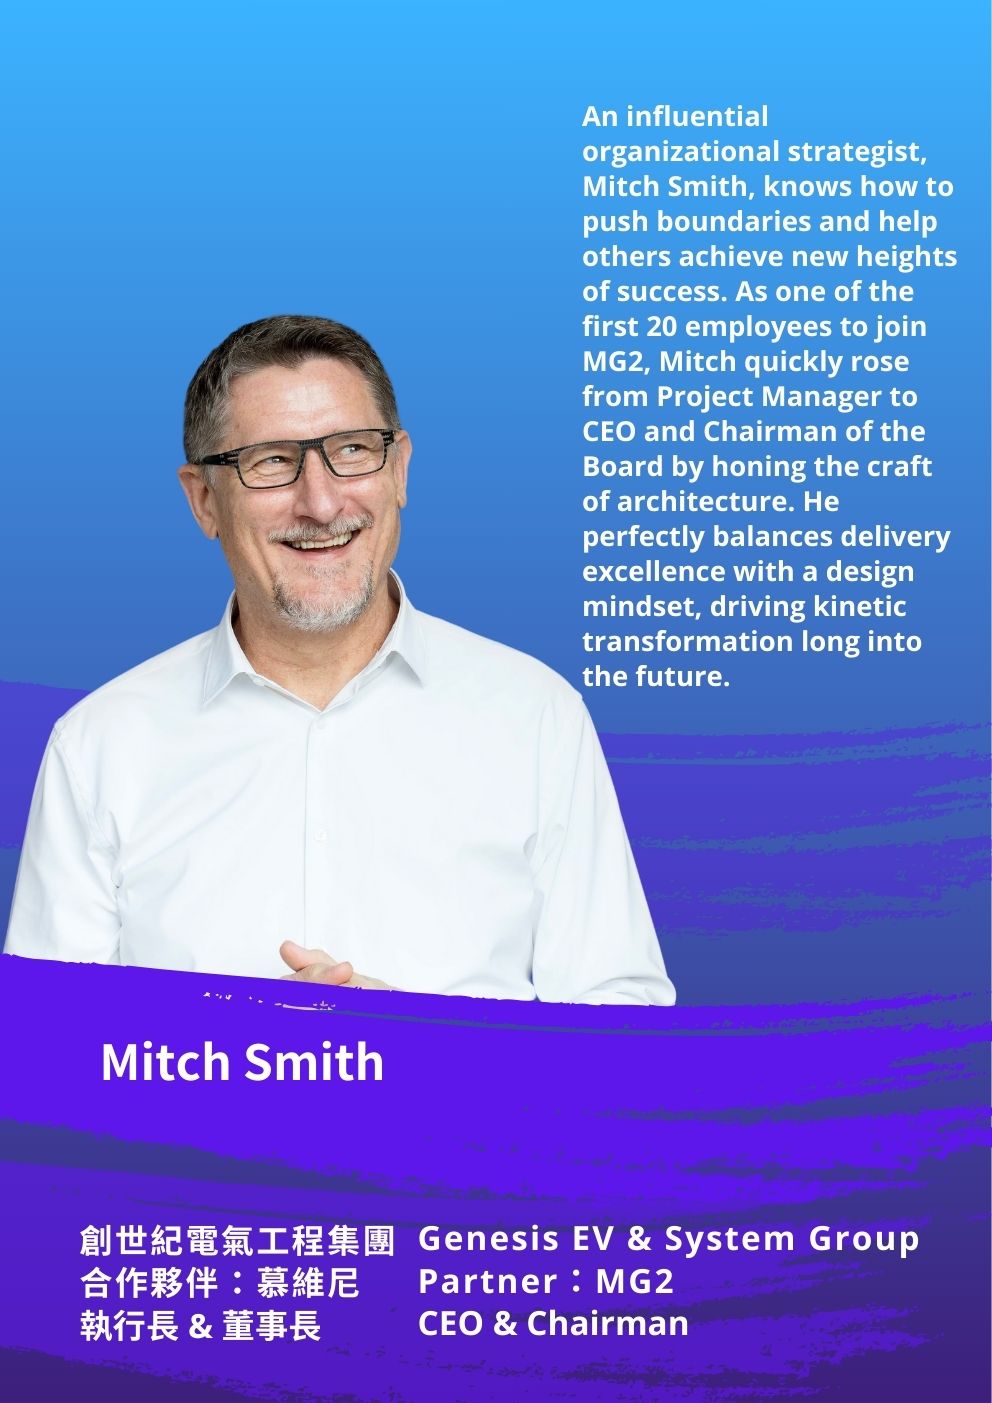 An influential
organizational strategist,
Mitch Smith, knows how to
push boundaries and help
others achieve new heights
of success. As one of the
first 20 employees to join
MG2, Mitch quickly rose
from Project Manager to
CEO and Chairman of the
Board by honing the craft
of architecture. He
perfectly balances delivery
excellence with a design
mindset, driving kinetic
transformation long into
the future.
Mitch Smith
創世紀電氣工程集團
合作夥伴：慕維尼
執行長 & 董事長
Genesis EV & System Group
Partner：MG2
CEO & Chairman